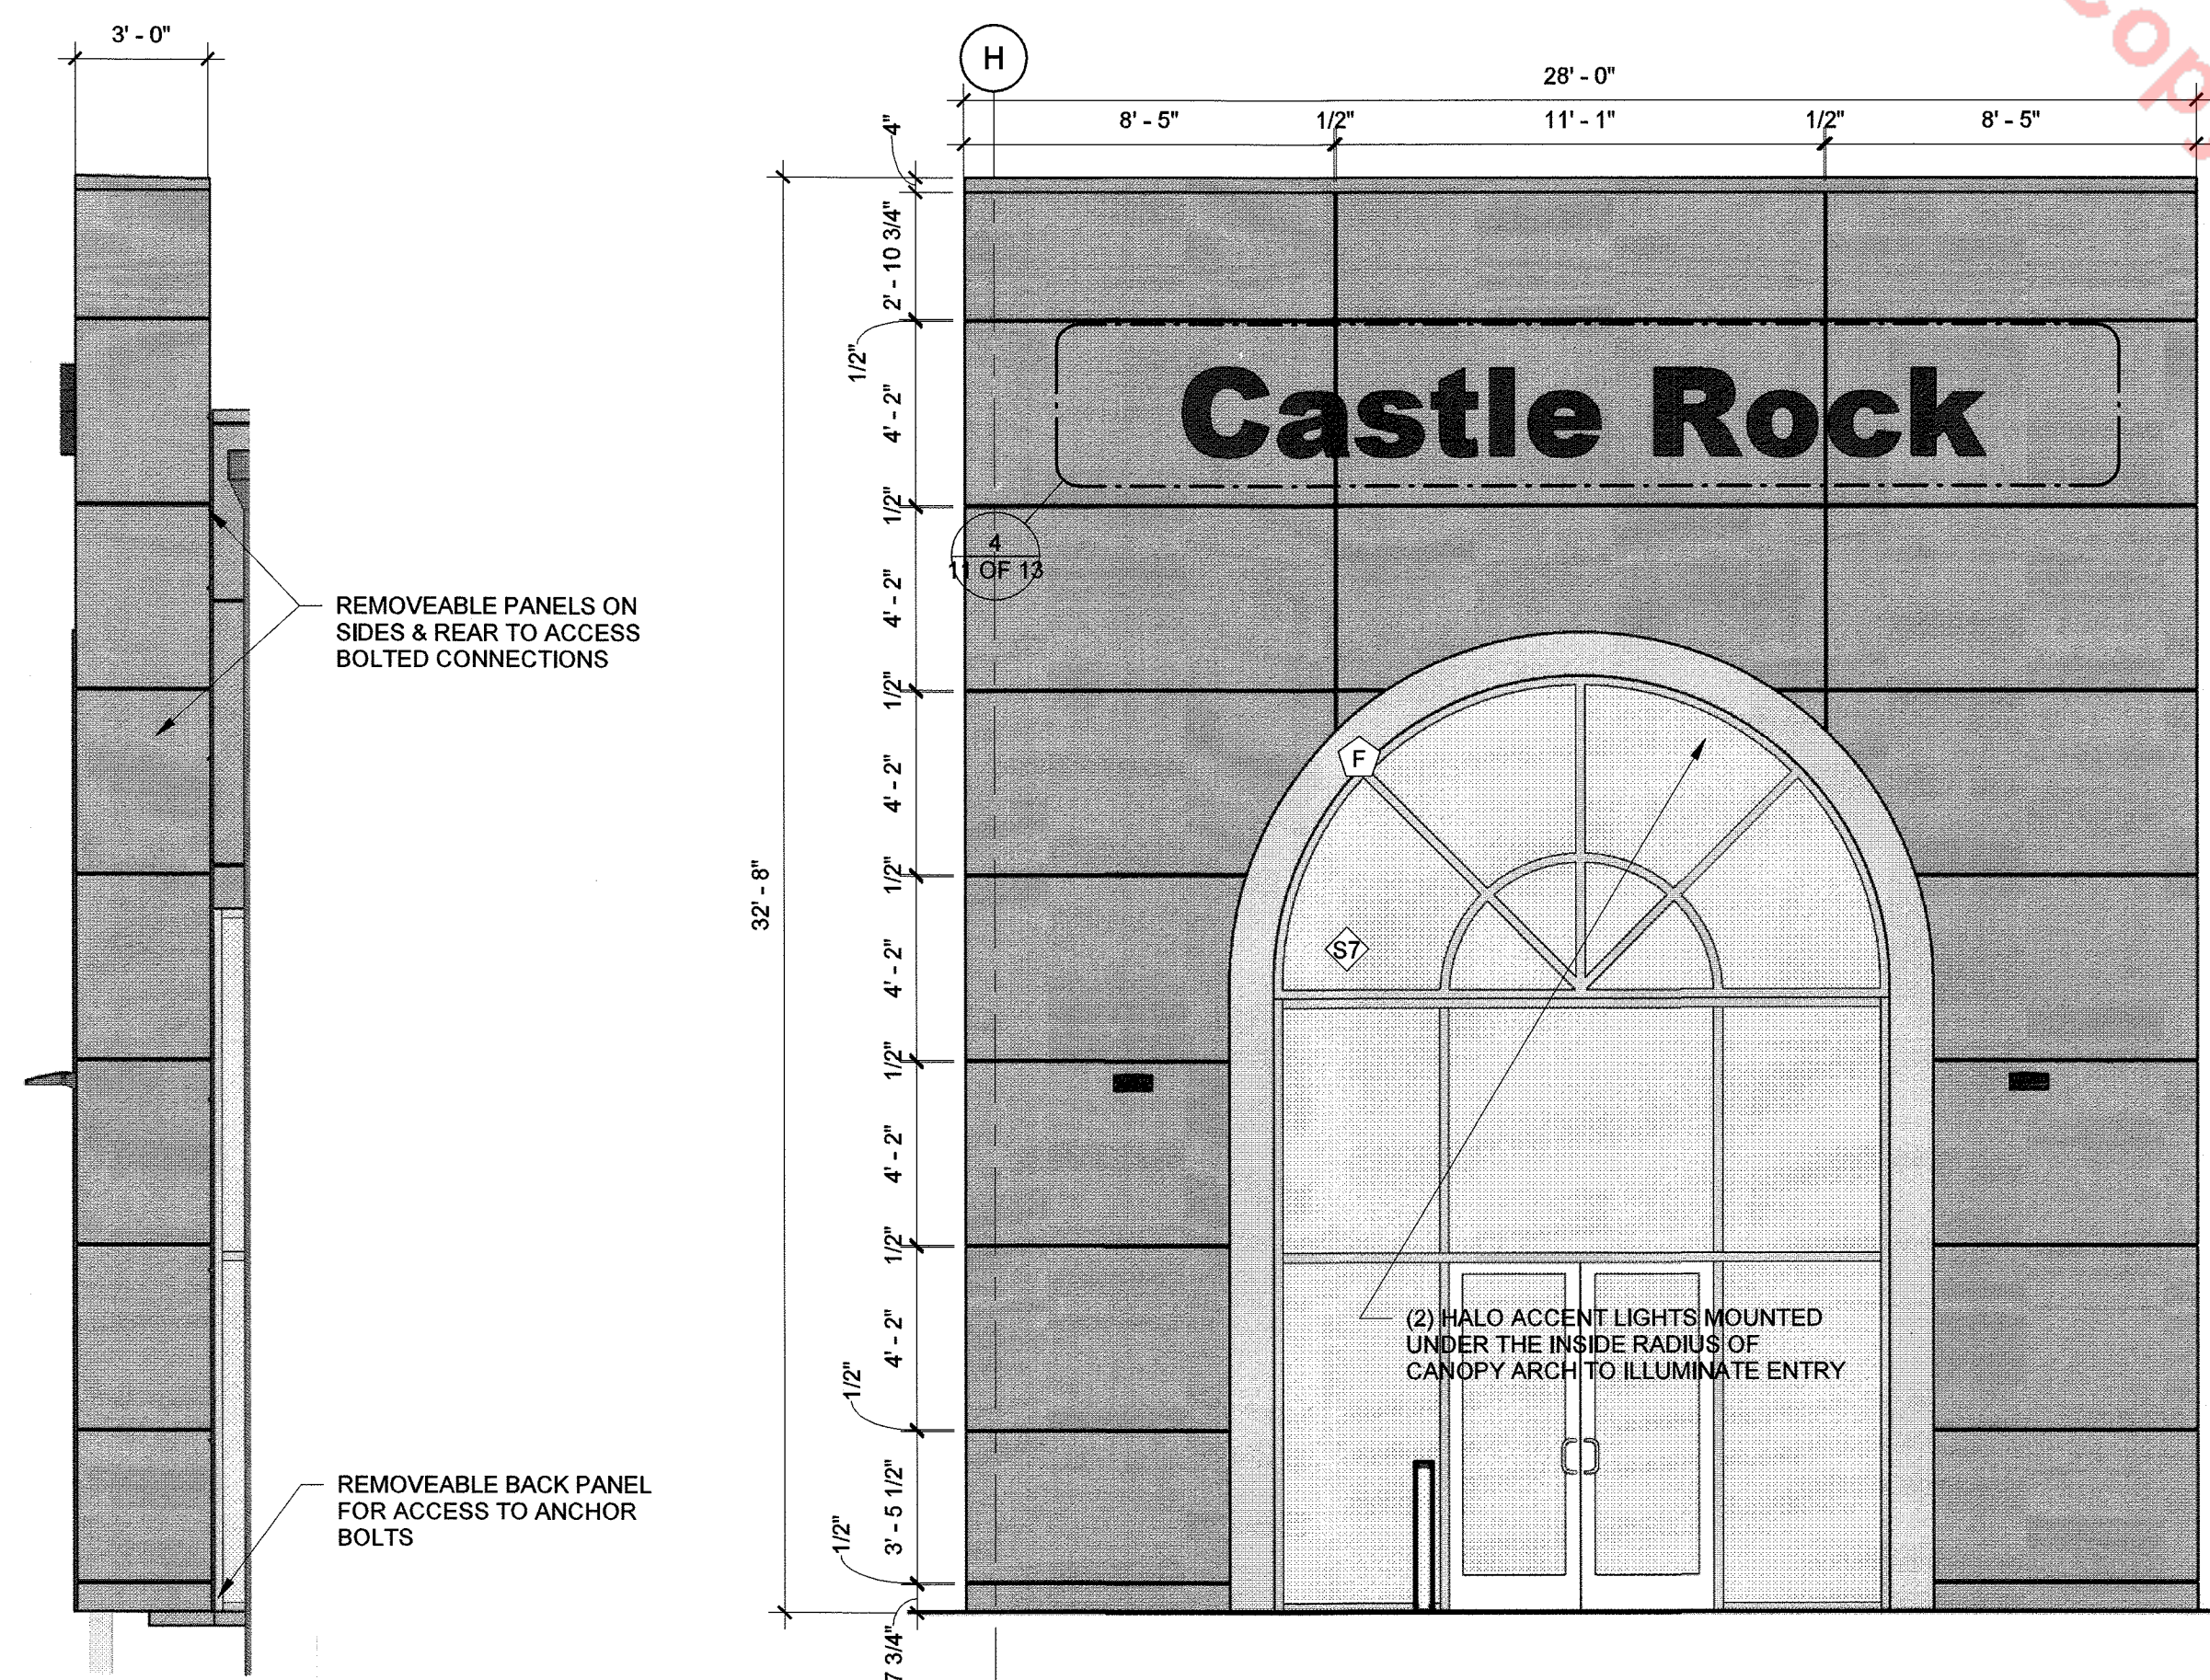 3' - 0"
H
28' - 0"
8' - 5"
1/2"
11' - 1"
1/2"
8' - 5"
4"
2' - 10 3/4"
1/2"
4' - 2"
1/2"
4' - 2"
1/2"
4' - 2"
1/2"
4' - 2"
1/2"
4' - 2"
1/2"
4' - 2"
1/2"
3' - 5 1/2"
1/2"
7 3/4"
32' - 8"
Castle Rock
4
11 OF 13
REMOVEABLE PANELS ON
SIDES & REAR TO ACCESS
BOLTED CONNECTIONS
F
S7
(2) HALO ACCENT LIGHTS MOUNTED
UNDER THE INSIDE RADIUS OF
CANOPY ARCH TO ILLUMINATE ENTRY
REMOVEABLE BACK PANEL
FOR ACCESS TO ANCHOR
BOLTS